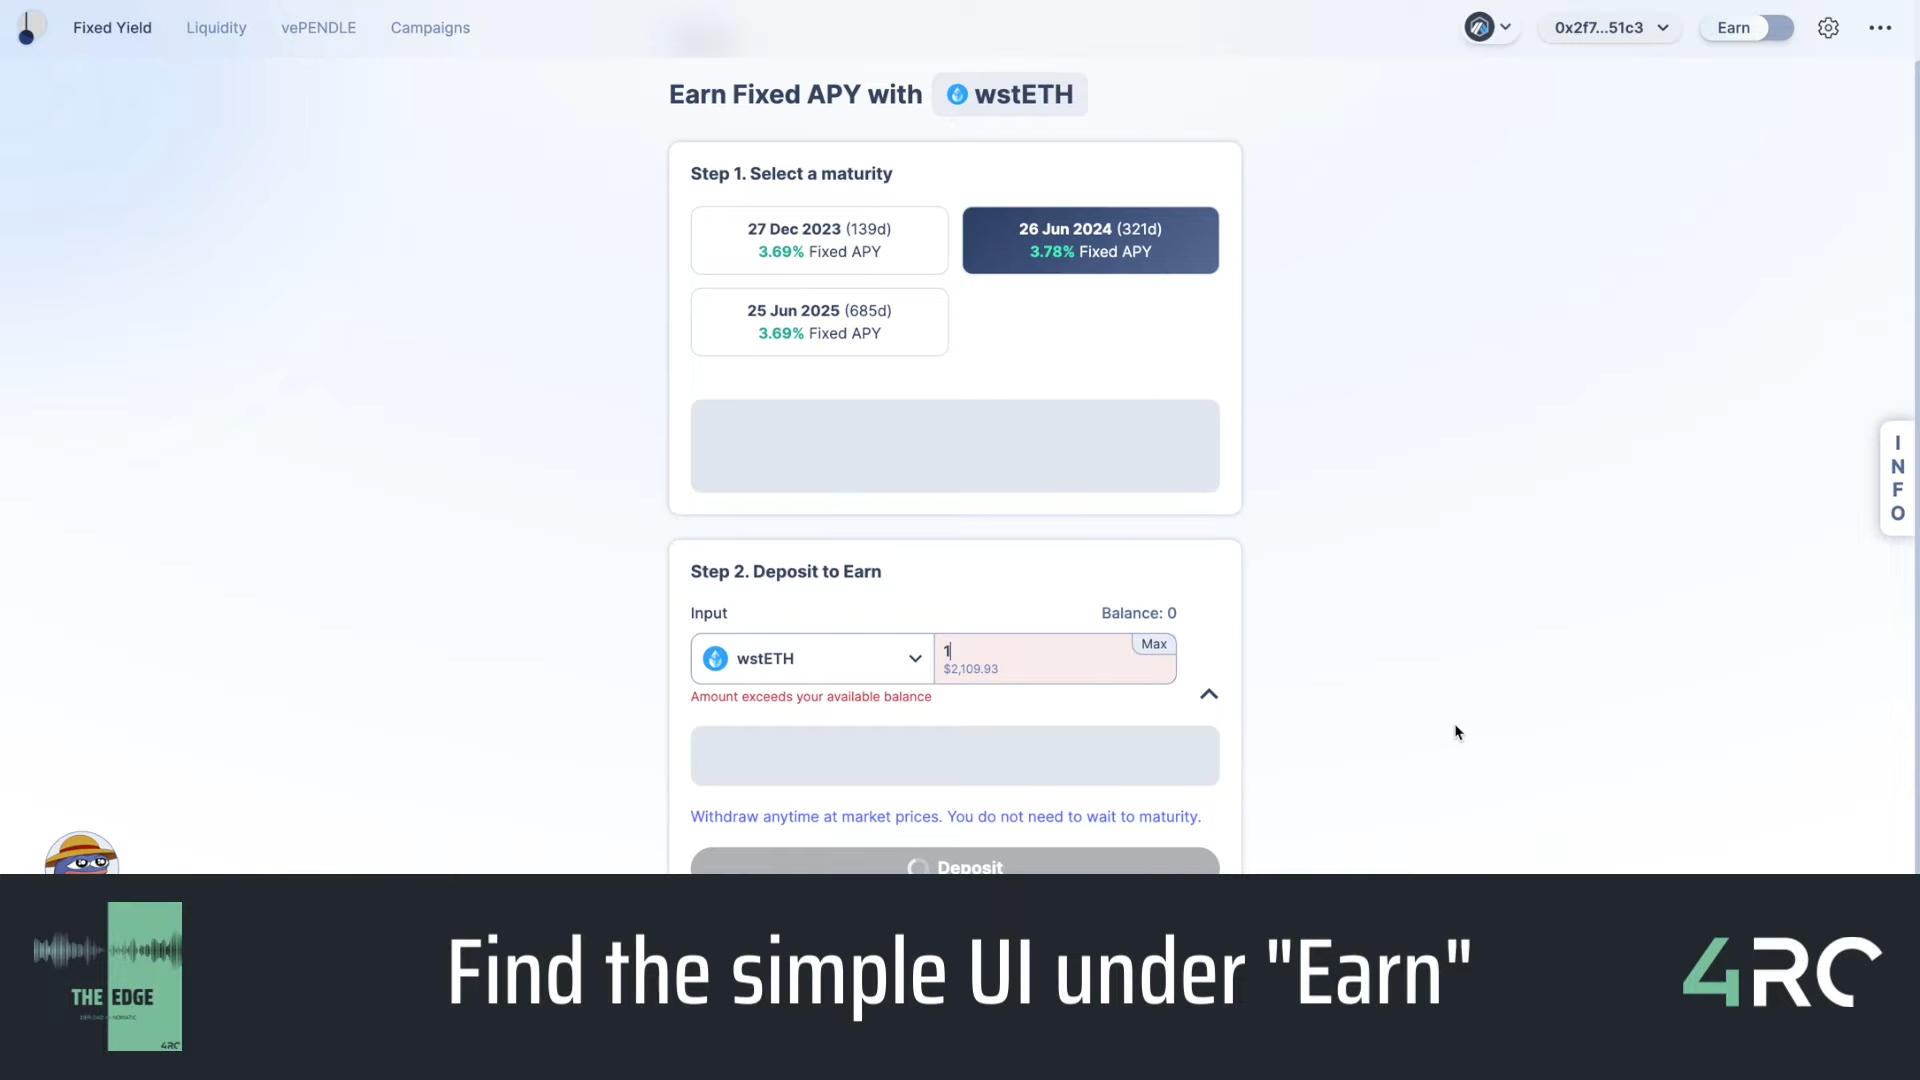 Fixed Yield
Liquidity
vePENDLE
Campaigns
0x2f7...51c3
Earn
Earn Fixed APY with wstETH
Step 1. Select a maturity
27 Dec 2023 (139d)
3.69% Fixed APY
26 Jun 2024 (321d)
3.78% Fixed APY
25 Jun 2025 (685d)
3.69% Fixed APY
INFO
Step 2. Deposit to Earn
Input
Balance: 0
wstETH
1
$2,109.93
Max
Amount exceeds your available balance
Withdraw anytime at market prices. You do not need to wait to maturity.
Deposit
THE EDGE
4RC
Find the simple UI under "Earn"
4RC